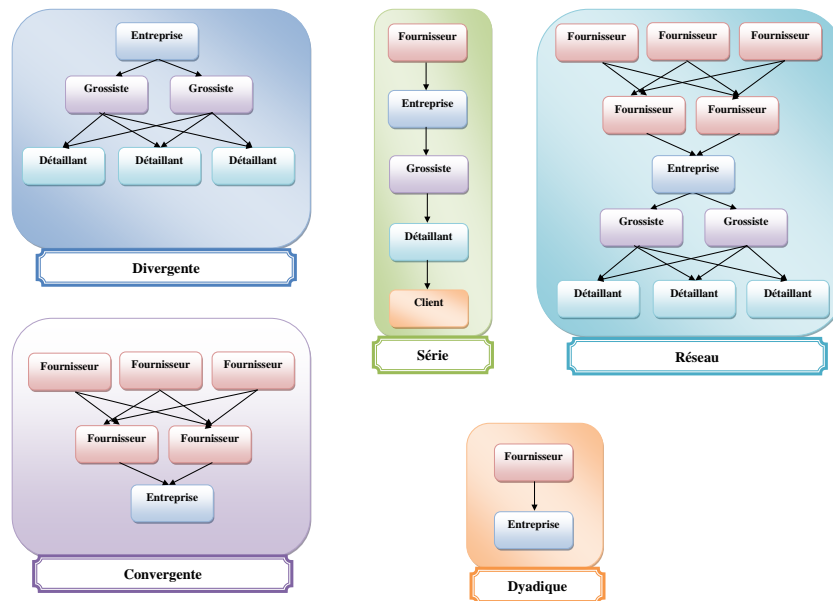 Entreprise
Grossiste Grossiste
Détaillant Détaillant Détaillant
Divergente
Fournisseur
Entreprise
Grossiste
Détaillant
Client
Série
Fournisseur Fournisseur Fournisseur
Fournisseur Fournisseur
Entreprise
Grossiste Grossiste
Détaillant Détaillant Détaillant
Réseau
Fournisseur Fournisseur Fournisseur
Fournisseur Fournisseur
Entreprise
Convergente
Fournisseur
Entreprise
Dyadique